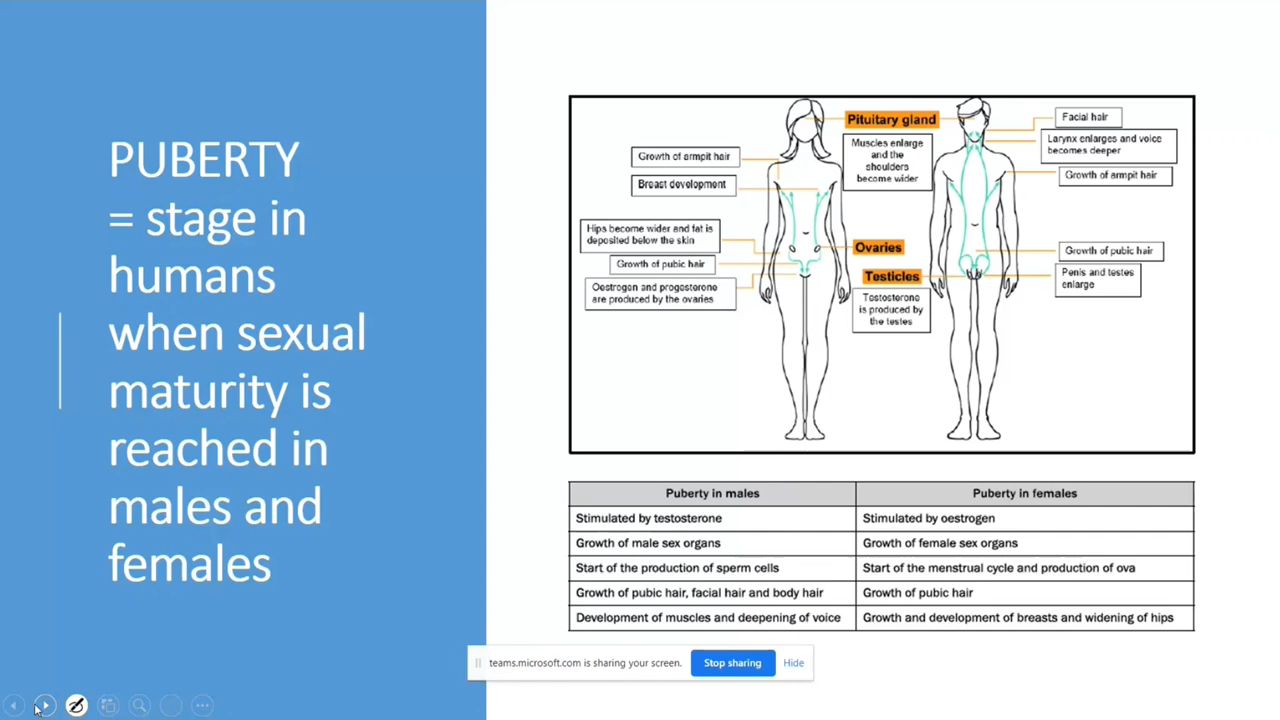 PUBERTY
= stage in
humans
when sexual
maturity is
reached in
males and
females
Pituitary gland
Muscles enlarge
and the
shoulders
become wider
Growth of armpit hair
Breast development
Hips become wider and fat is
deposited below the skin
Growth of pubic hair
Oestrogen and progesterone
are produced by the ovaries
Ovaries
Testicles
Testosterone
is produced by
the testes
Facial hair
Larynx enlarges and voice
becomes deeper
Growth of armpit hair
Growth of pubic hair
Penis and testes
enlarge
Puberty in males Puberty in females
Stimulated by testosterone Stimulated by oestrogen
Growth of male sex organs Growth of female sex organs
Start of the production of sperm cells Start of the menstrual cycle and production of ova
Growth of pubic hair, facial hair and body hair Growth of pubic hair
Development of muscles and deepening of voice Growth and development of breasts and widening of hips
teams.microsoft.com is sharing your screen. Stop sharing Hide